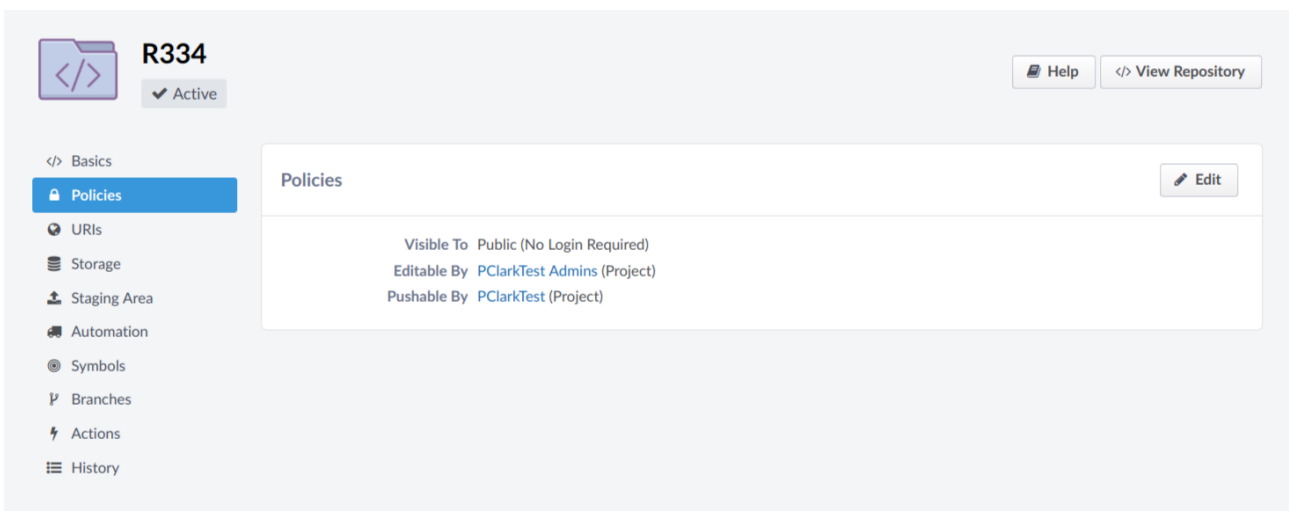 R334
Active
Help
View Repository
Basics
Policies
URIs
Storage
Staging Area
Automation
Symbols
Branches
Actions
History
Policies
Edit
Visible To Public (No Login Required)
Editable By PClarkTest Admins (Project)
Pushable By PClarkTest (Project)